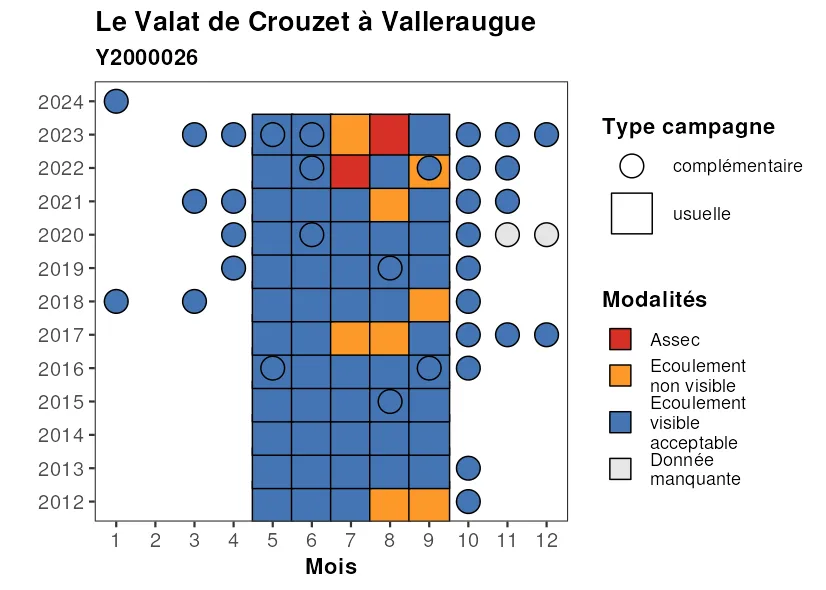 Le Valat de Crouzet à Valleraugue
Y2000026
2024
2023
2022
2021
2020
2019
2018
2017
2016
2015
2014
2013
2012
1 2 3 4 5 6 7 8 9 10 11 12
Mois
Type campagne
complémentaire
usuelle
Modalités
Assec
Ecoulement
non visible
Ecoulement
visible
acceptable
Donnée
manquante